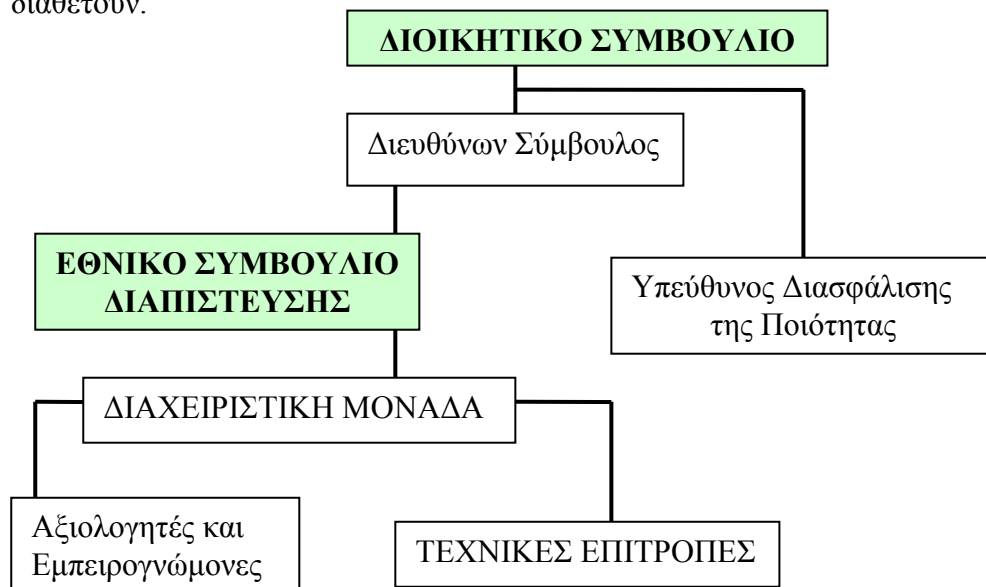 διαθέτουν.
ΔΙΟΙΚΗΤΙΚΟ ΣΥΜΒΟΥΛΙΟ
Διευθύνων Σύμβουλος
ΕΘΝΙΚΟ ΣΥΜΒΟΥΛΙΟ
ΔΙΑΠΙΣΤΕΥΣΗΣ
Υπεύθυνος Διασφάλισης
της Ποιότητας
ΔΙΑΧΕΙΡΙΣΤΙΚΗ ΜΟΝΑΔΑ
Αξιολογητές και
Εμπειρογνώμονες
ΤΕΧΝΙΚΕΣ ΕΠΙΤΡΟΠΕΣ